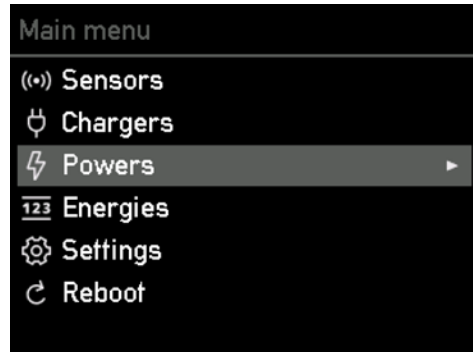 Main menu
Sensors
Chargers
Powers
123 Energies
Settings
Reboot